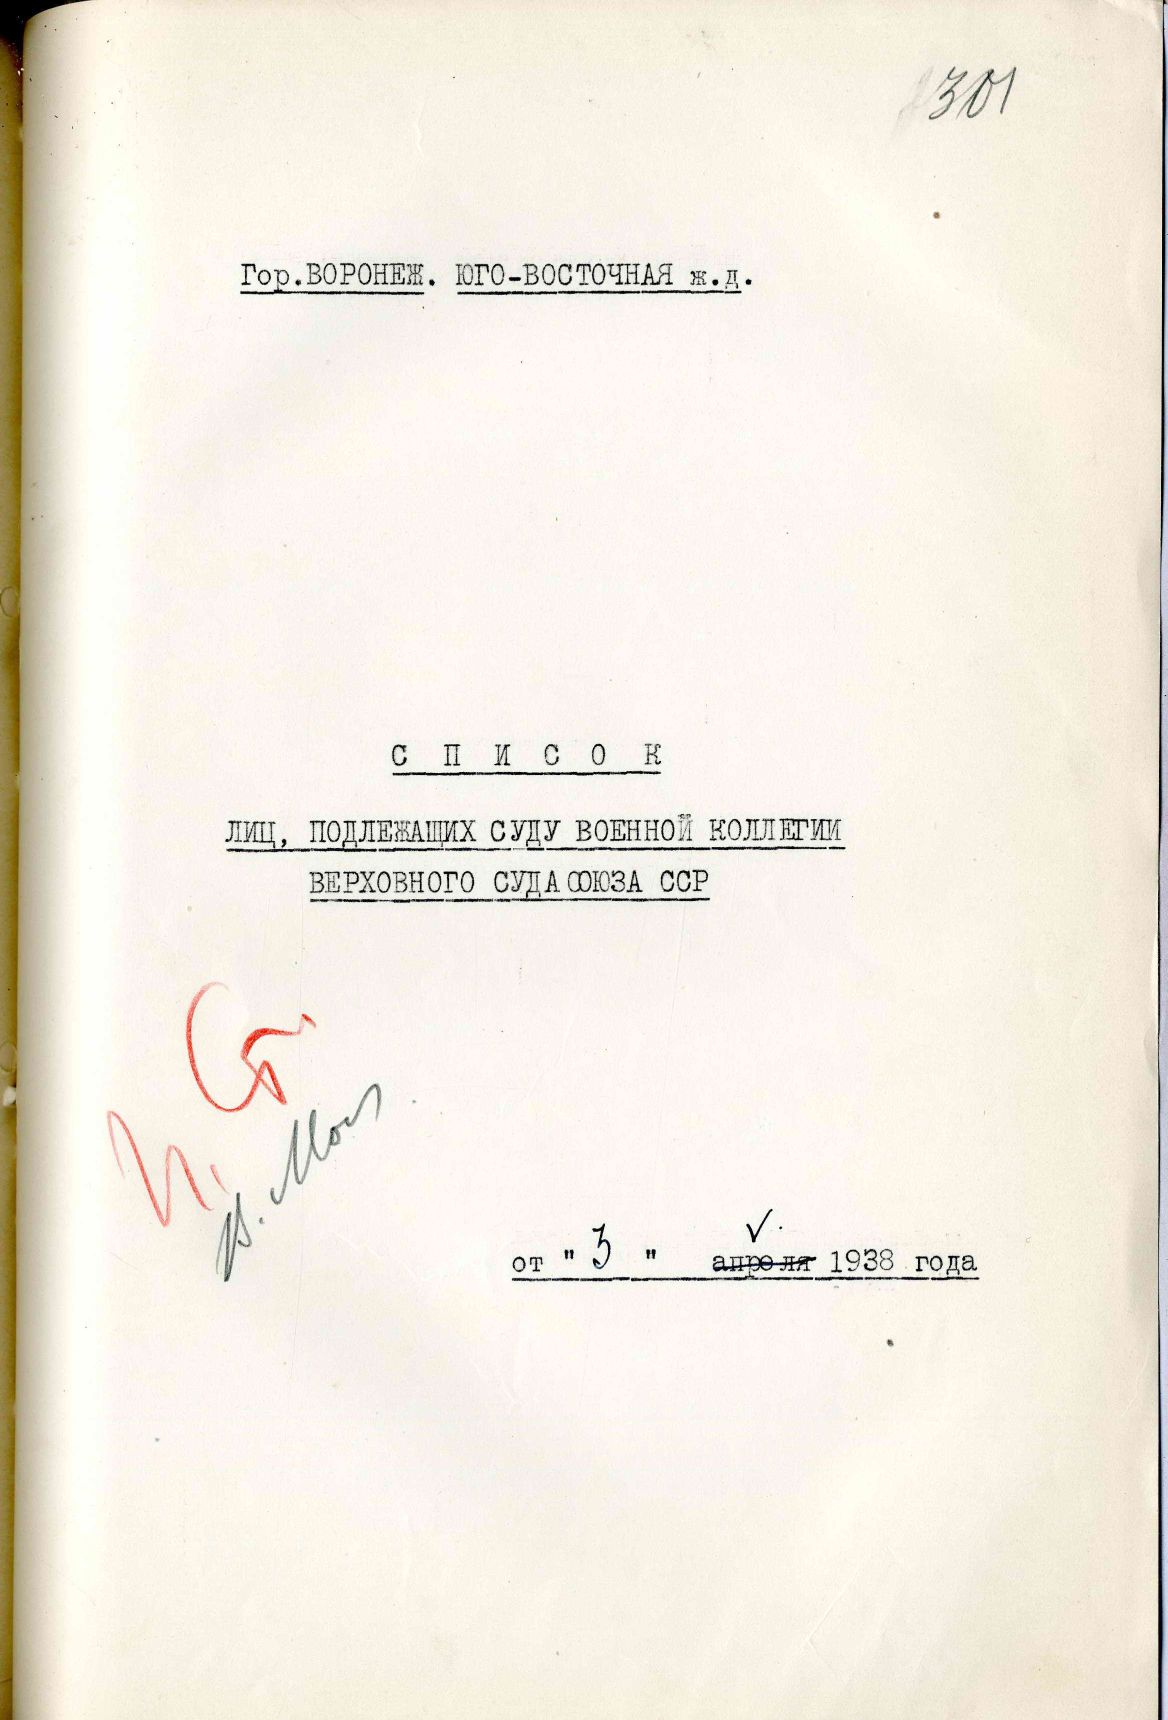 301
Гор.ВОРОНЕЖ. ЮГО-ВОСТОЧНАЯ ж.д.
С П И С О К
ЛИЦ, ПОДЛЕЖАЩИХ СУДУ ВОЕННОЙ КОЛЛЕГИИ
ВЕРХОВНОГО СУДА СОЮЗА ССР
И. Ст.
В. Мол
от " 3 " V апреля 1938 года